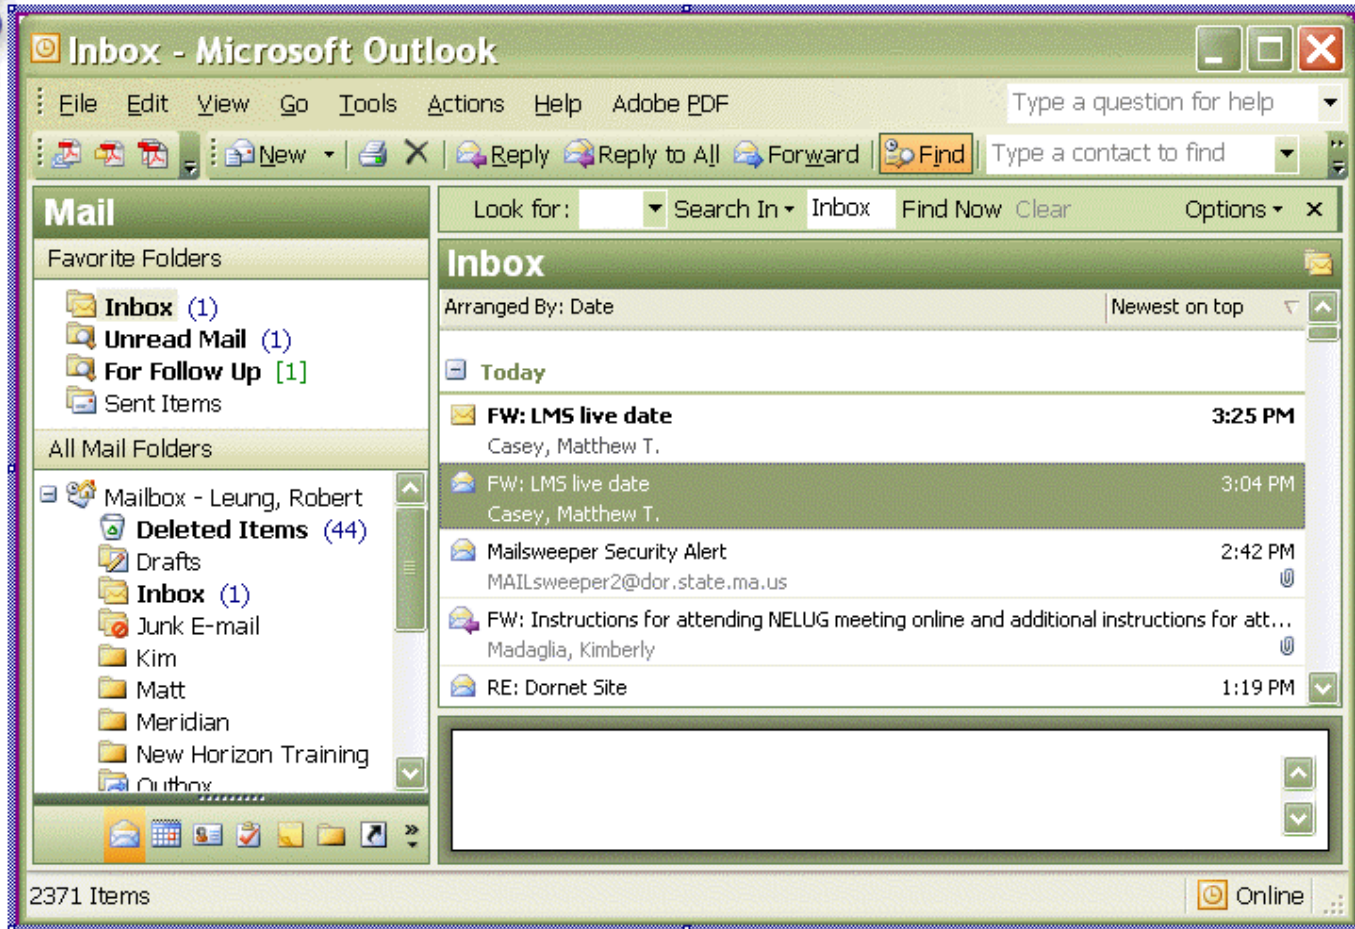 Inbox - Microsoft Outlook
File Edit View Go Tools Actions Help Adobe PDF Type a question for help
New Reply Reply to All Forward Find Type a contact to find
Mail
Look for: Search In Inbox Find Now Clear Options
Favorite Folders
Inbox (1)
Unread Mail (1)
For Follow Up [1]
Sent Items
All Mail Folders
Mailbox - Leung, Robert
Deleted Items (44)
Drafts
Inbox (1)
Junk E-mail
Kim
Matt
Meridian
New Horizon Training
Outbox
Inbox
Arranged By: Date Newest on top
Today
FW: LMS live date 3:25 PM
Casey, Matthew T.
FW: LMS live date 3:04 PM
Casey, Matthew T.
Mailsweeper Security Alert 2:42 PM
MAILsweeper2@dor.state.ma.us
FW: Instructions for attending NELUG meeting online and additional instructions for att...
Madaglia, Kimberly
RE: Dornet Site 1:19 PM
2371 Items Online